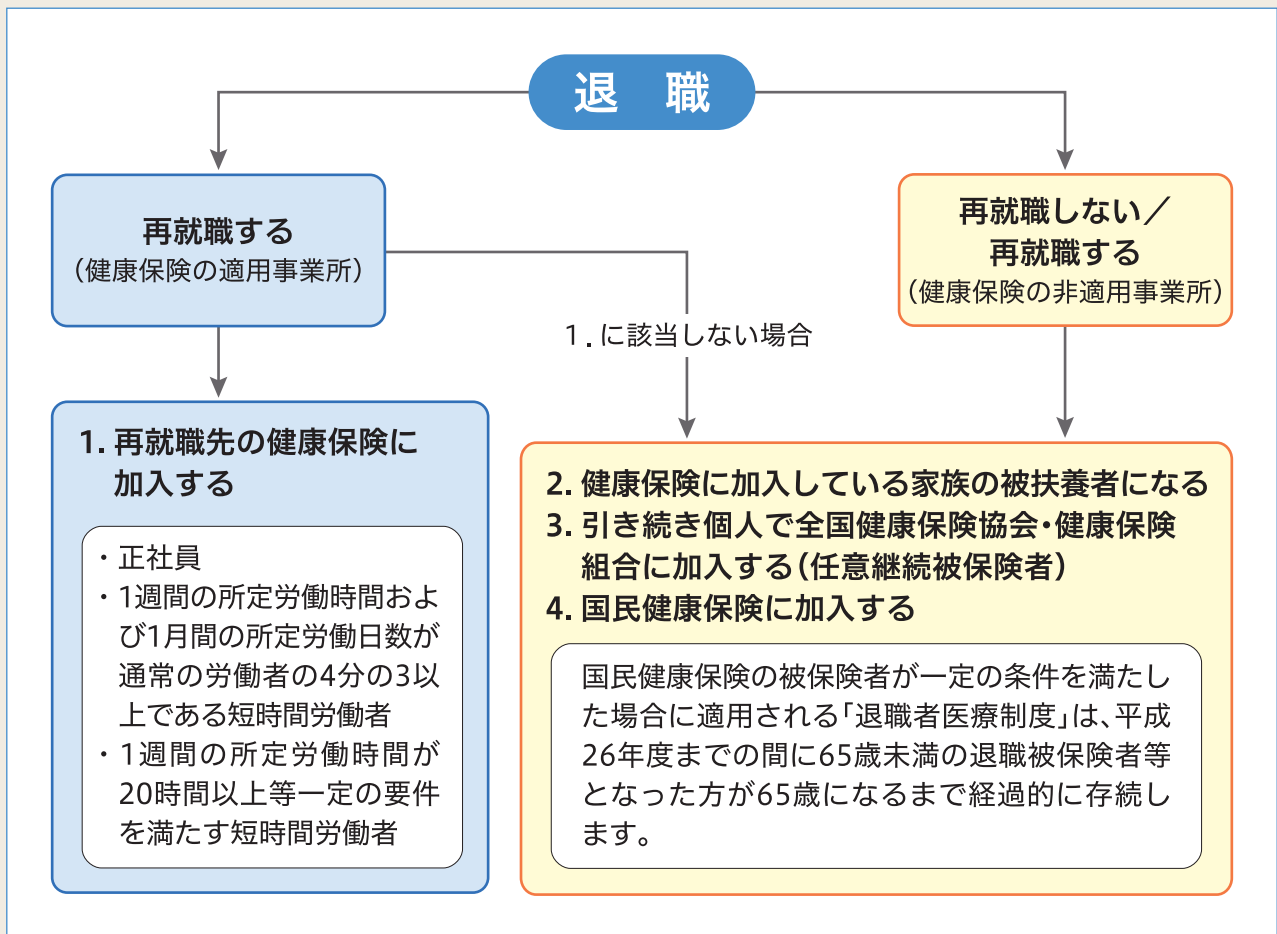 退　職
再就職する
（健康保険の適用事業所）
再就職しない／
再就職する
（健康保険の非適用事業所）
１．に該当しない場合
1. 再就職先の健康保険に
加入する
・正社員
・1週間の所定労働時間およ
び1月間の所定労働日数が
通常の労働者の4分の3以
上である短時間労働者
・1週間の所定労働時間が
20時間以上等一定の要件
を満たす短時間労働者
2. 健康保険に加入している家族の被扶養者になる
3. 引き続き個人で全国健康保険協会・健康保険
組合に加入する（任意継続被保険者）
4. 国民健康保険に加入する
国民健康保険の被保険者が一定の条件を満たし
た場合に適用される「退職者医療制度」は、平成
26年度までの間に65歳未満の退職被保険者等
となった方が65歳になるまで経過的に存続し
ます。